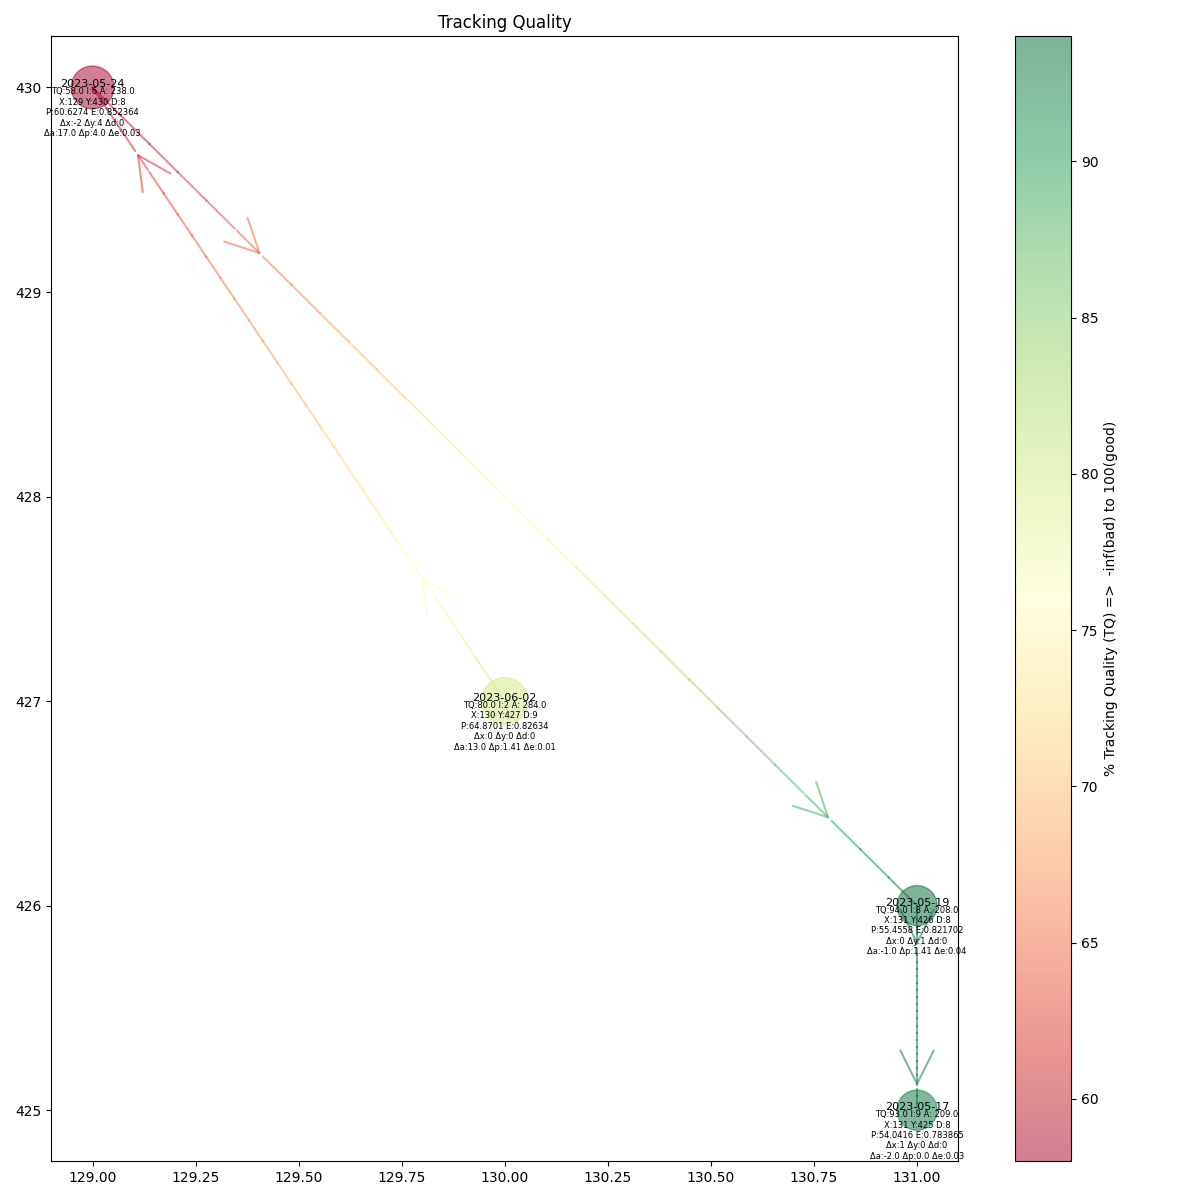 Tracking Quality
430
429
428
427
426
425
2023-05-24
TQ:58.0 I:6 A: 238.0
X:129 Y:430 D:8
P:60.6274 E:0.852364
Δx:-2 Δy:4 Δd:0
Δa:17.0 Δp:4.0 Δe:0.03
2023-06-02
TQ:80.0 I:2 A: 284.0
X:130 Y:427 D:9
P:64.8701 E:0.82634
Δx:0 Δy:0 Δd:0
Δa:13.0 Δp:1.41 Δe:0.01
2023-05-19
TQ:94.0 I:8 A: 208.0
X:131 Y:426 D:8
P:55.4558 E:0.821702
Δx:0 Δy:1 Δd:0
Δa:-1.0 Δp:1.41 Δe:0.04
2023-05-17
TQ:93.0 I:9 A: 209.0
X:131 Y:425 D:8
P:54.0416 E:0.783865
Δx:1 Δy:0 Δd:0
Δa:-2.0 Δp:0.0 Δe:0.03
129.00 129.25 129.50 129.75 130.00 130.25 130.50 130.75 131.00
90
85
80
75
70
65
60
% Tracking Quality (TQ) => -inf(bad) to 100(good)